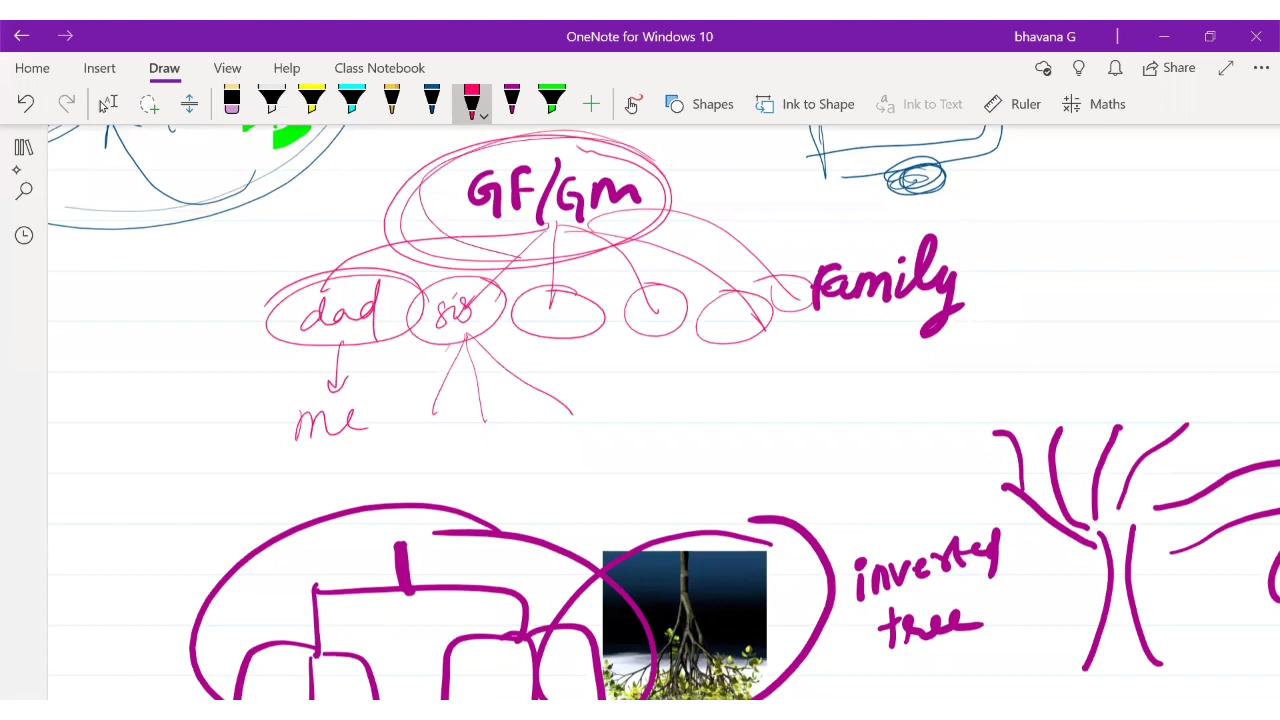 OneNote for Windows 10
bhavana G
Home Insert Draw View Help Class Notebook
Share
Shapes
Ink to Shape
Ink to Text
Ruler
Maths
GF/Gm
family
dad
sis
me
inverted
tree